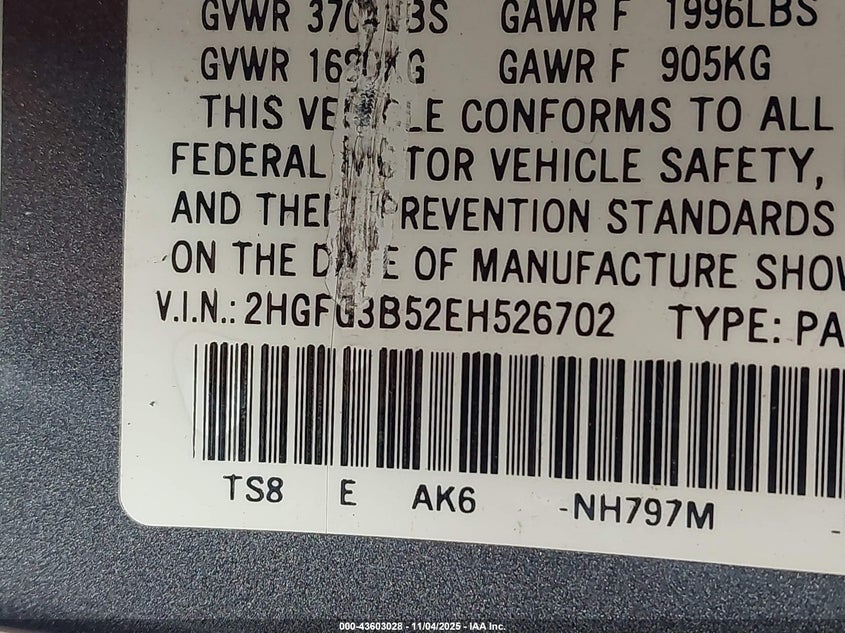 GVWR 3704LBS GAWR F 1996LBS
GVWR 1680KG GAWR F 905KG
THIS VEHICLE CONFORMS TO ALL
FEDERAL MOTOR VEHICLE SAFETY,
AND THEFT PREVENTION STANDARDS
ON THE DATE OF MANUFACTURE SHOW
V.I.N.: 2HGFG3B52EH526702 TYPE: PA
TS8 E AK6 -NH797M -
000-43603028 - 11/04/2025 - IAA Inc.